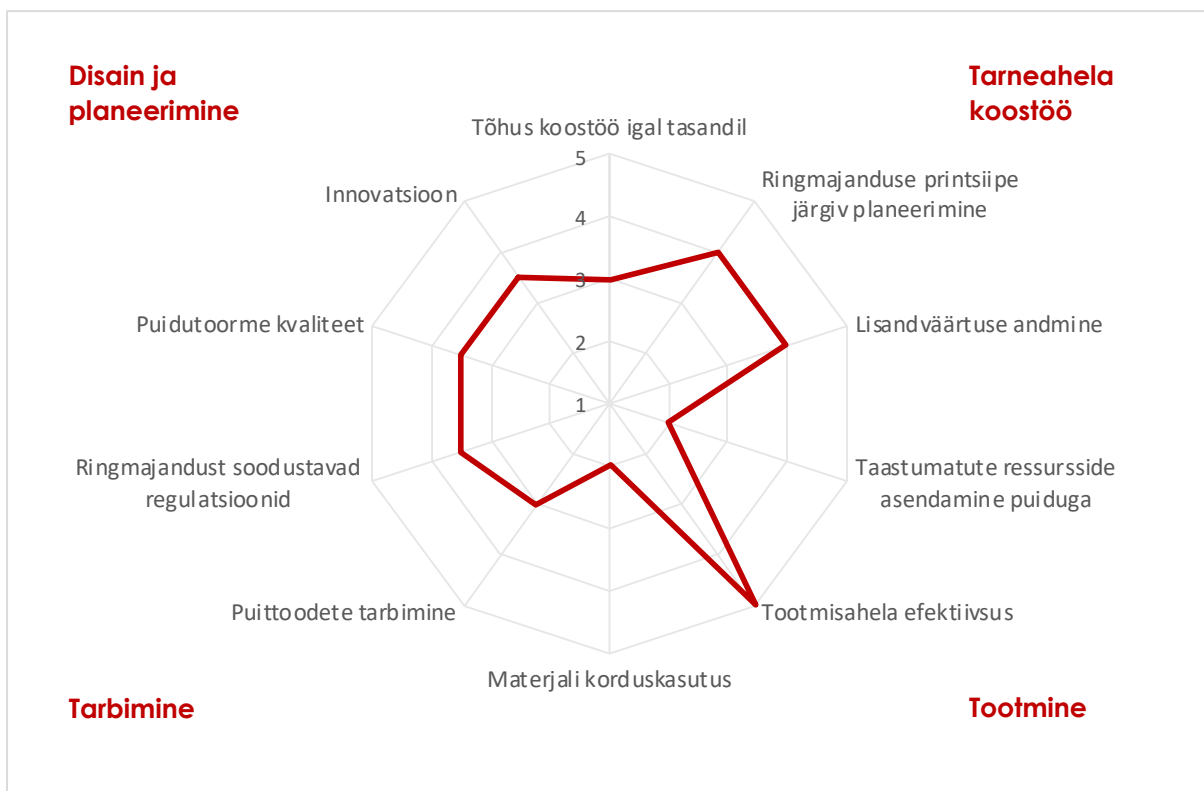 Disain ja
planeerimine
Tarneahela
koostöö
Tõhus koostöö igal tasandil
Ringmajanduse printsiipe
järgiv planeerimine
Innovatsioon
5
4
3
2
1
Puidutoorme kvaliteet
Lisandväärtuse andmine
Ringmajandust soodustavad
regulatsioonid
Taastumatute ressursside
asendamine puiduga
Puittoodete tarbimine
Tootmisahela efektiivsus
Materjali korduskasutus
Tarbimine
Tootmine